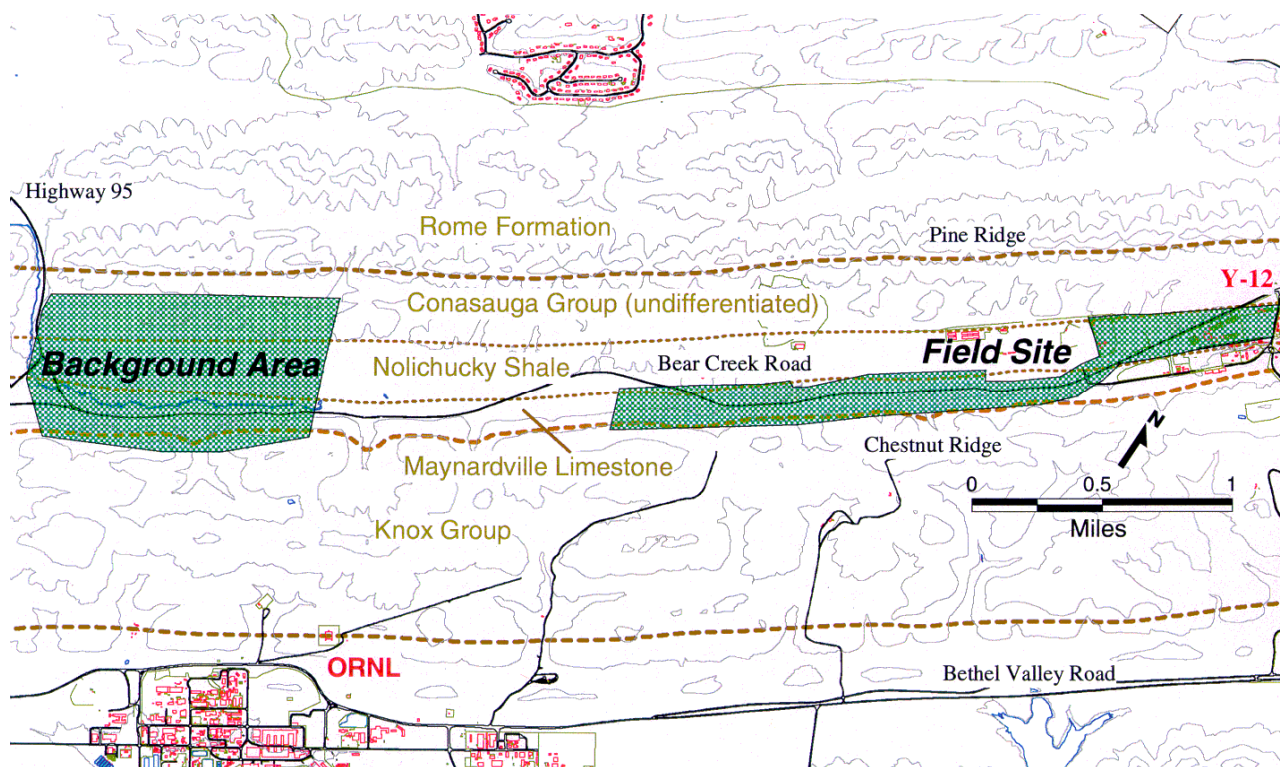 Highway 95
Rome Formation
Pine Ridge
Y-12
Conasauga Group (undifferentiated)
Background Area
Nolichucky Shale
Bear Creek Road
Field Site
Maynardville Limestone
Chestnut Ridge
N
0 0.5 1
Miles
Knox Group
ORNL
Bethel Valley Road